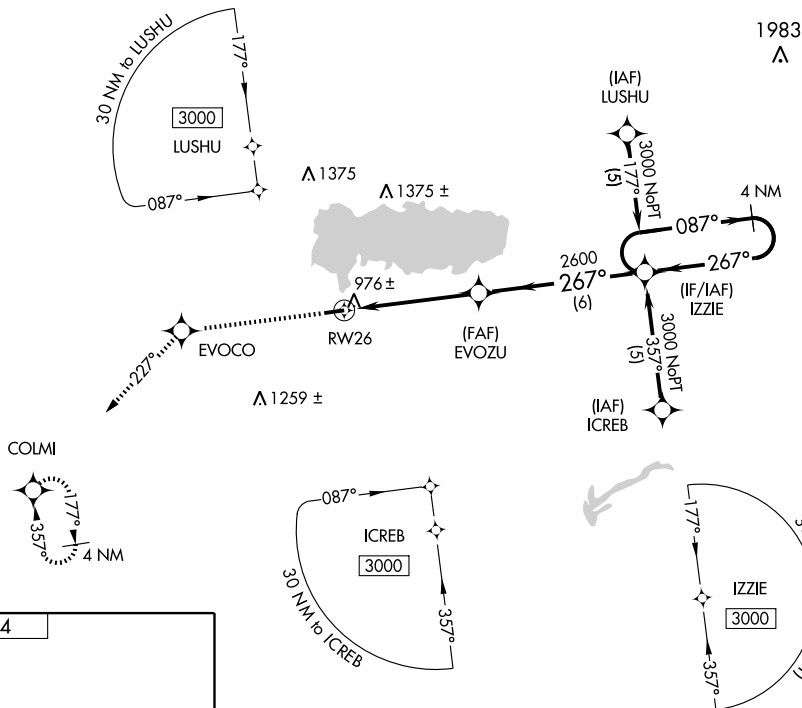 1983
30 NM to LUSHU
177°
3000
LUSHU
087°
(IAF)
LUSHU
3000 NoPT
177°
(5)
4 NM
087°
267°
(IF/IAF)
IZZIE
1375
1375 ±
2600
267°
(6)
976 ±
RW26
(FAF)
EVOZU
EVOCO
227°
1259 ±
3000 NoPT
357°
(5)
(IAF)
ICREB
COLMI
177°
357°
4 NM
087°
ICREB
3000
30 NM to ICREB
357°
177°
IZZIE
3000
357°
4